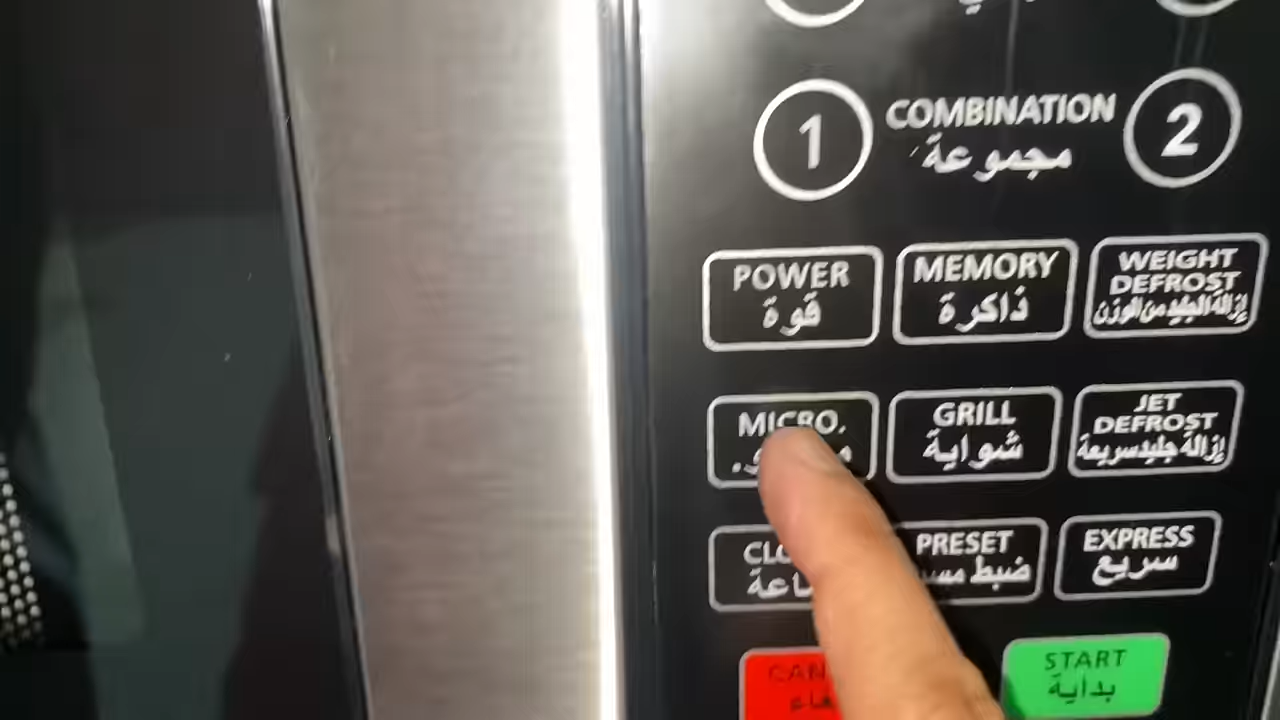 1
COMBINATION
مجموعة
2
POWER
قوة
MEMORY
ذاكرة
WEIGHT
DEFROST
إزالة الجليد من الوزن
MICRO.
GRILL
شواية
JET
DEFROST
إزالة جليد سريعة
PRESET
ضبط
EXPRESS
سريع
START
بداية